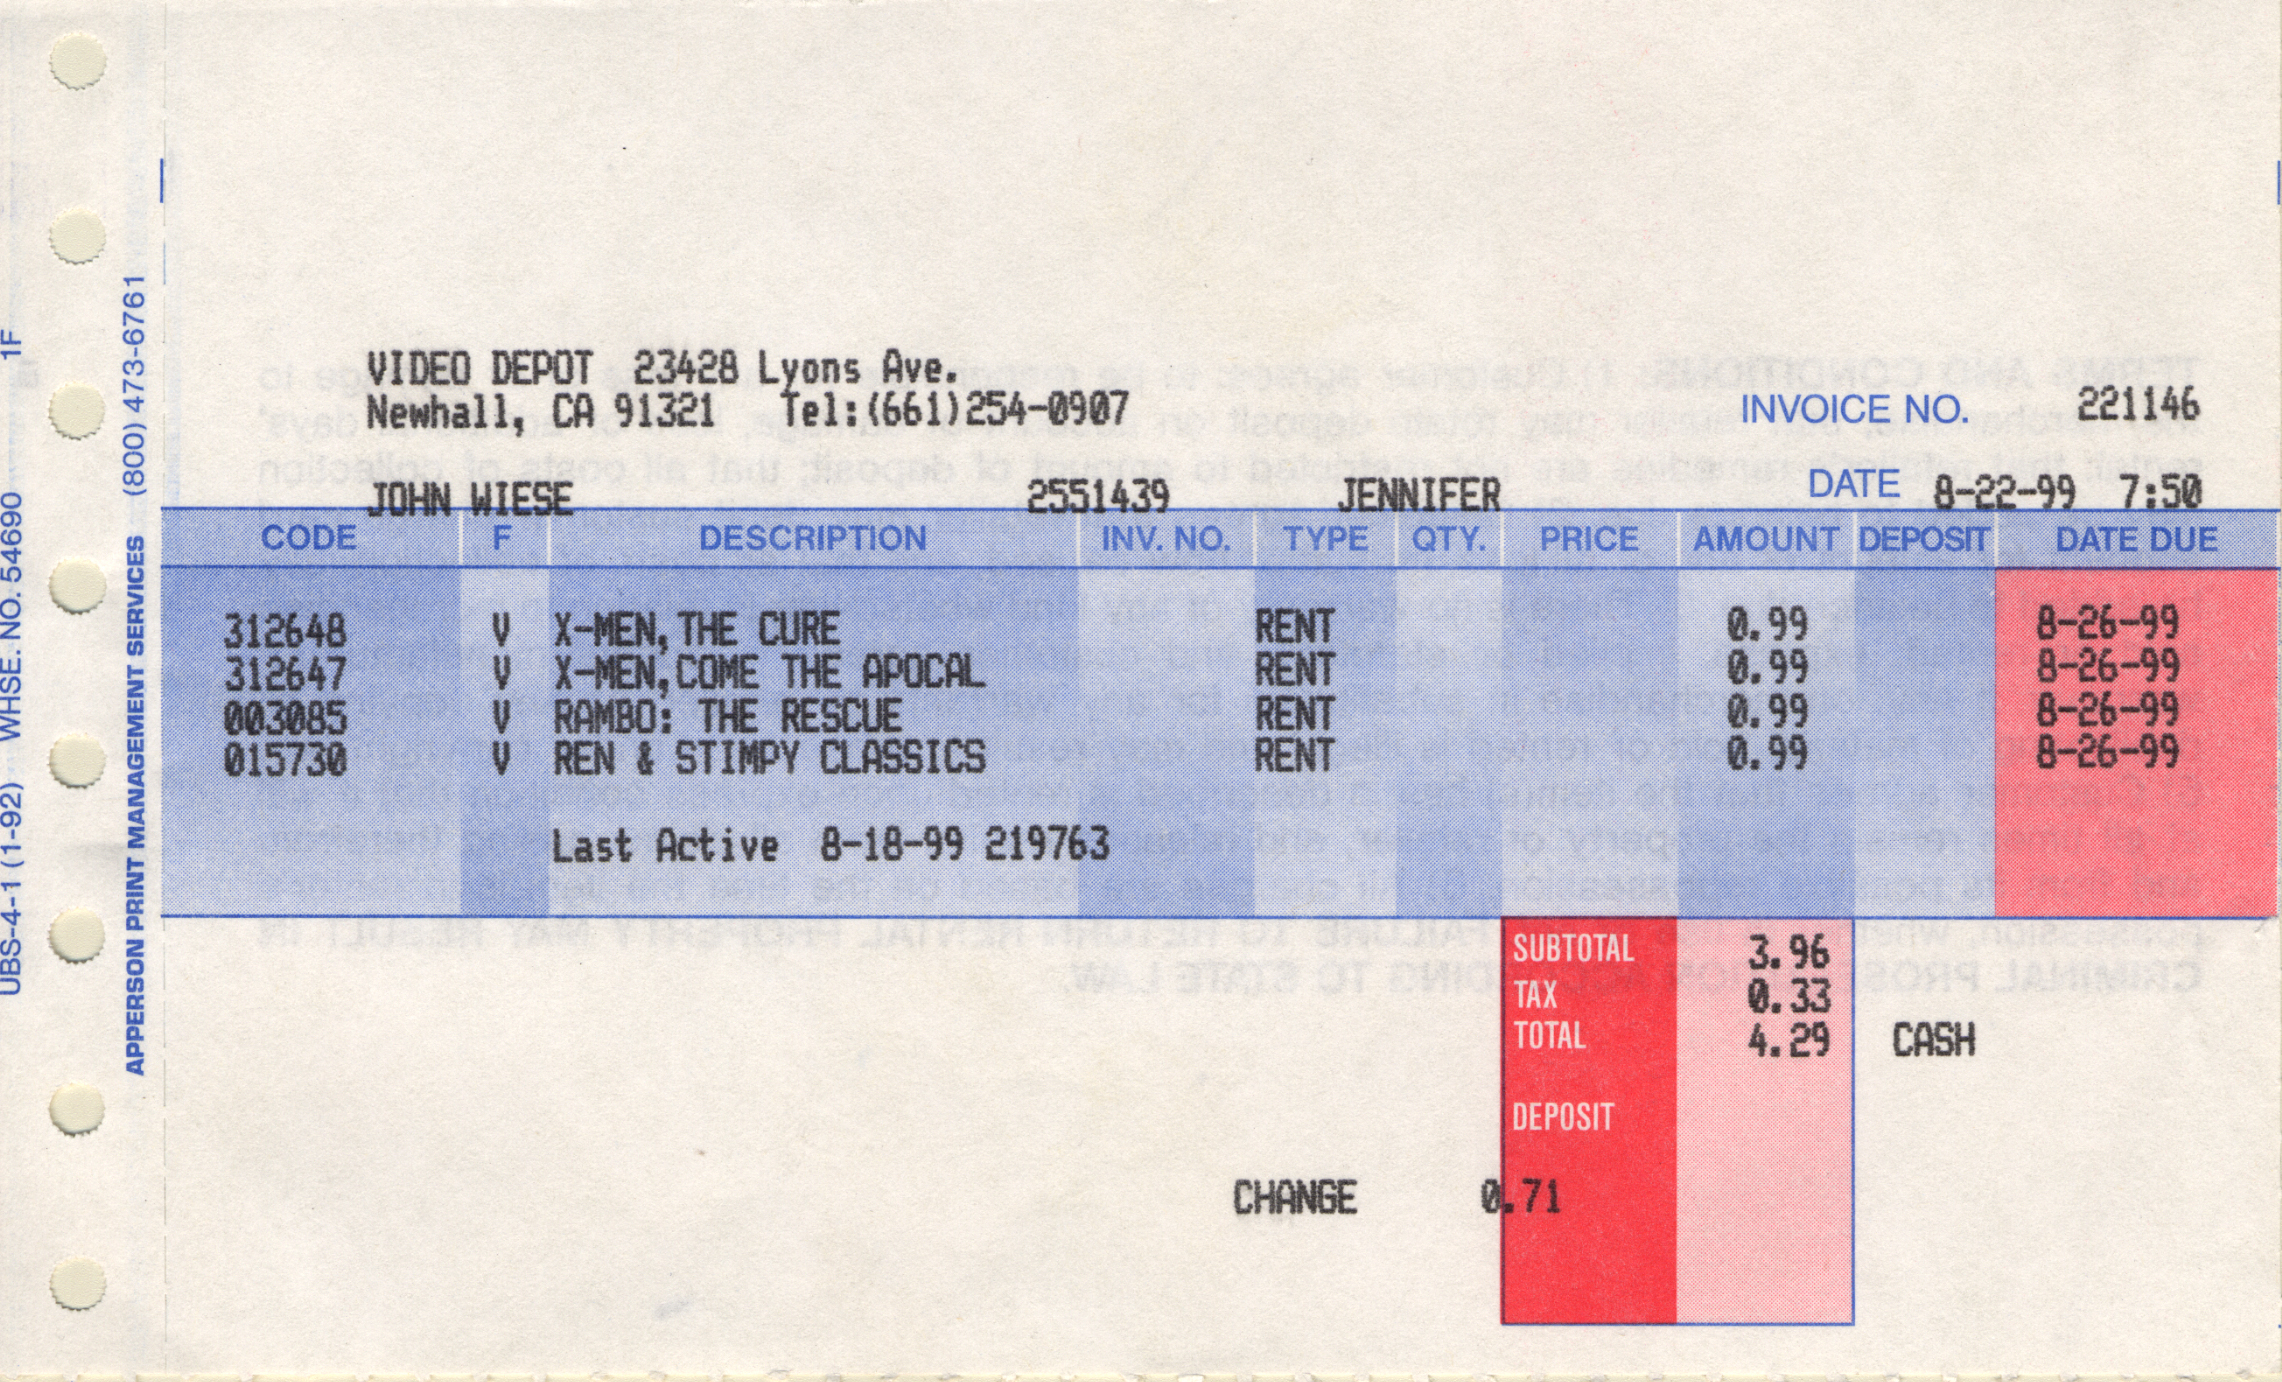 VIDEO DEPOT 23428 Lyons Ave.
Newhall, CA 91321 Tel:(661)254-0907
INVOICE NO. 221146
DATE 8-22-99 7:50
JOHN WIESE 2551439 JENNIFER
CODE F DESCRIPTION INV. NO. TYPE QTY. PRICE AMOUNT DEPOSIT DATE DUE
312648 V X-MEN,THE CURE RENT 0.99 8-26-99
312647 V X-MEN,COME THE APOCAL RENT 0.99 8-26-99
003085 V RAMBO: THE RESCUE RENT 0.99 8-26-99
015730 V REN & STIMPY CLASSICS RENT 0.99 8-26-99
Last Active 8-18-99 219763
SUBTOTAL 3.96
TAX 0.33
TOTAL 4.29 CASH
DEPOSIT
CHANGE 0.71
UBS-4-1 (1-92) WHSE. NO. 54690 1F
APPERSON PRINT MANAGEMENT SERVICES (800) 473-6761